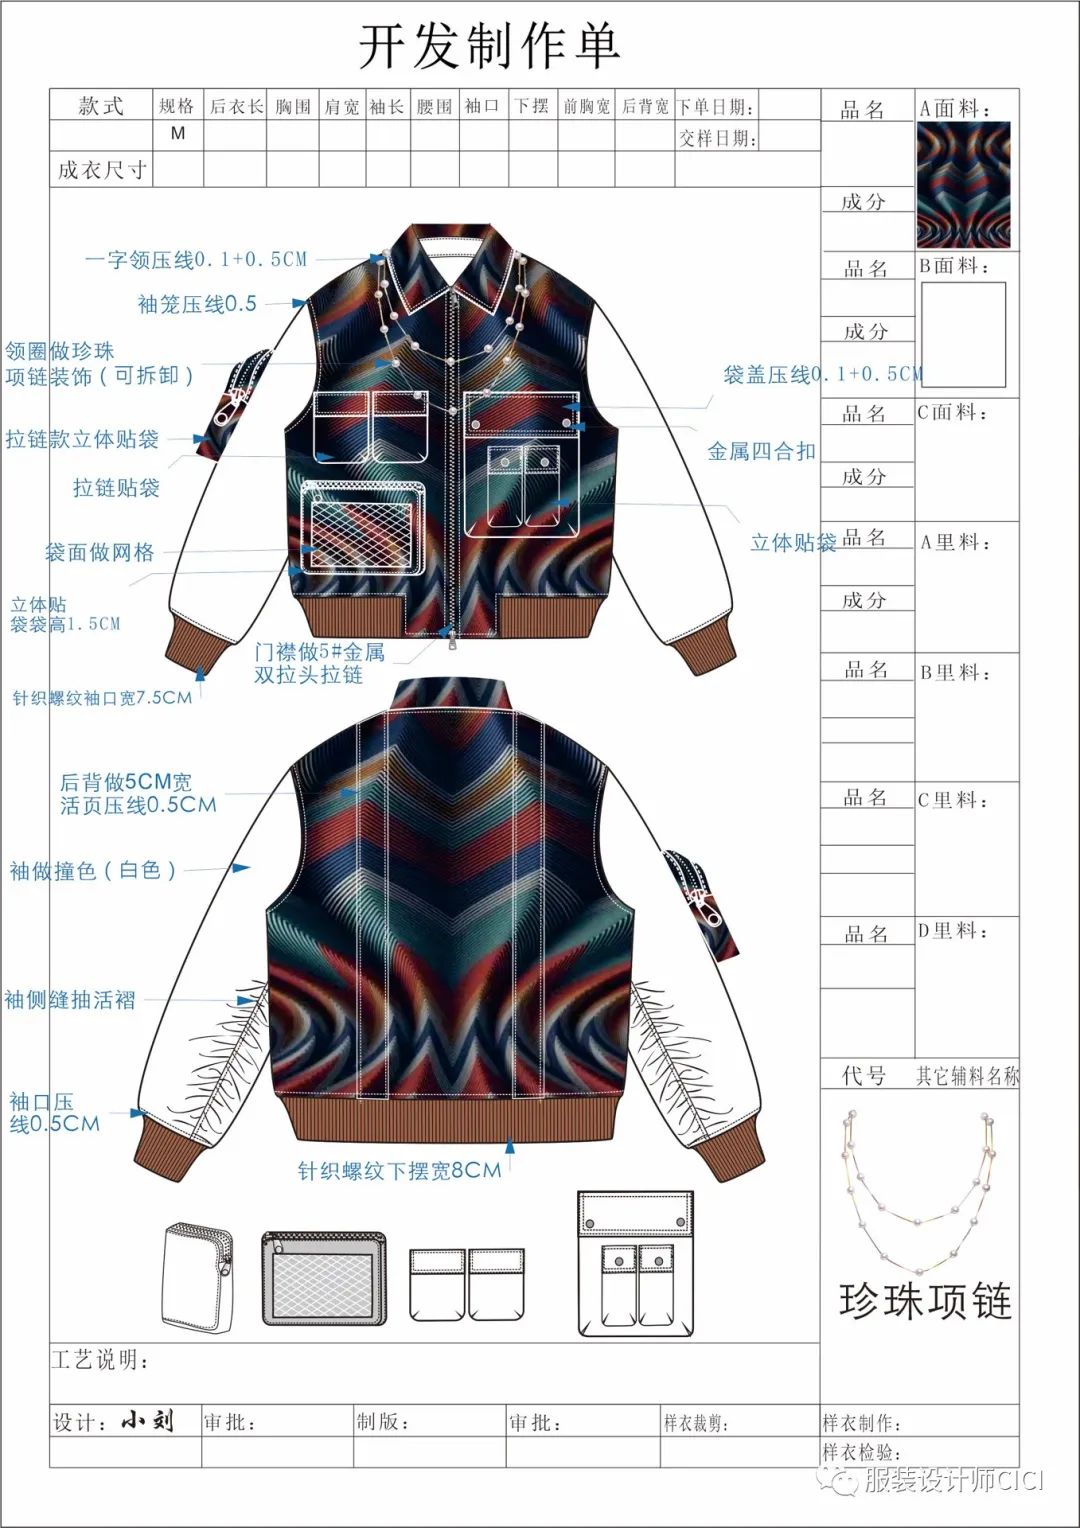 开发制作单
款式 规格 后衣长 胸围 肩宽 袖长 腰围 袖口 下摆 前胸宽 后背宽 下单日期：
M 交样日期：
成衣尺寸
品名 A面料：
成分
品名 B面料：
成分
品名 C面料：
成分
品名 A里料：
成分
品名 B里料：
品名 C里料：
品名 D里料：
代号 其它辅料名称
珍珠项链
一字领压线0.1+0.5CM
袖笼压线0.5
领圈做珍珠
项链装饰（可拆卸）
拉链款立体贴袋
拉链贴袋
袋面做网格
立体贴
袋袋高1.5CM
针织螺纹袖口宽7.5CM
门襟做5#金属
双拉头拉链
袋盖压线0.1+0.5CM
金属四合扣
立体贴袋
后背做5CM宽
活页压线0.5CM
袖做撞色（白色）
袖侧缝抽活褶
袖口压
线0.5CM
针织螺纹下摆宽8CM
工艺说明：
设计：小刘 审批： 制版： 审批： 样衣裁剪： 样衣制作：
样衣检验：
服装设计师CICI